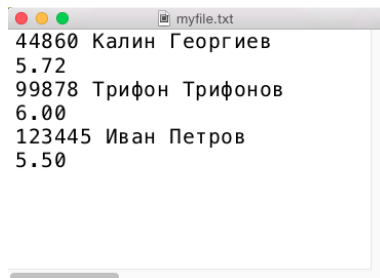 myfile.txt
44860 Калин Георгиев
5.72
99878 Трифон Трифонов
6.00
123445 Иван Петров
5.50